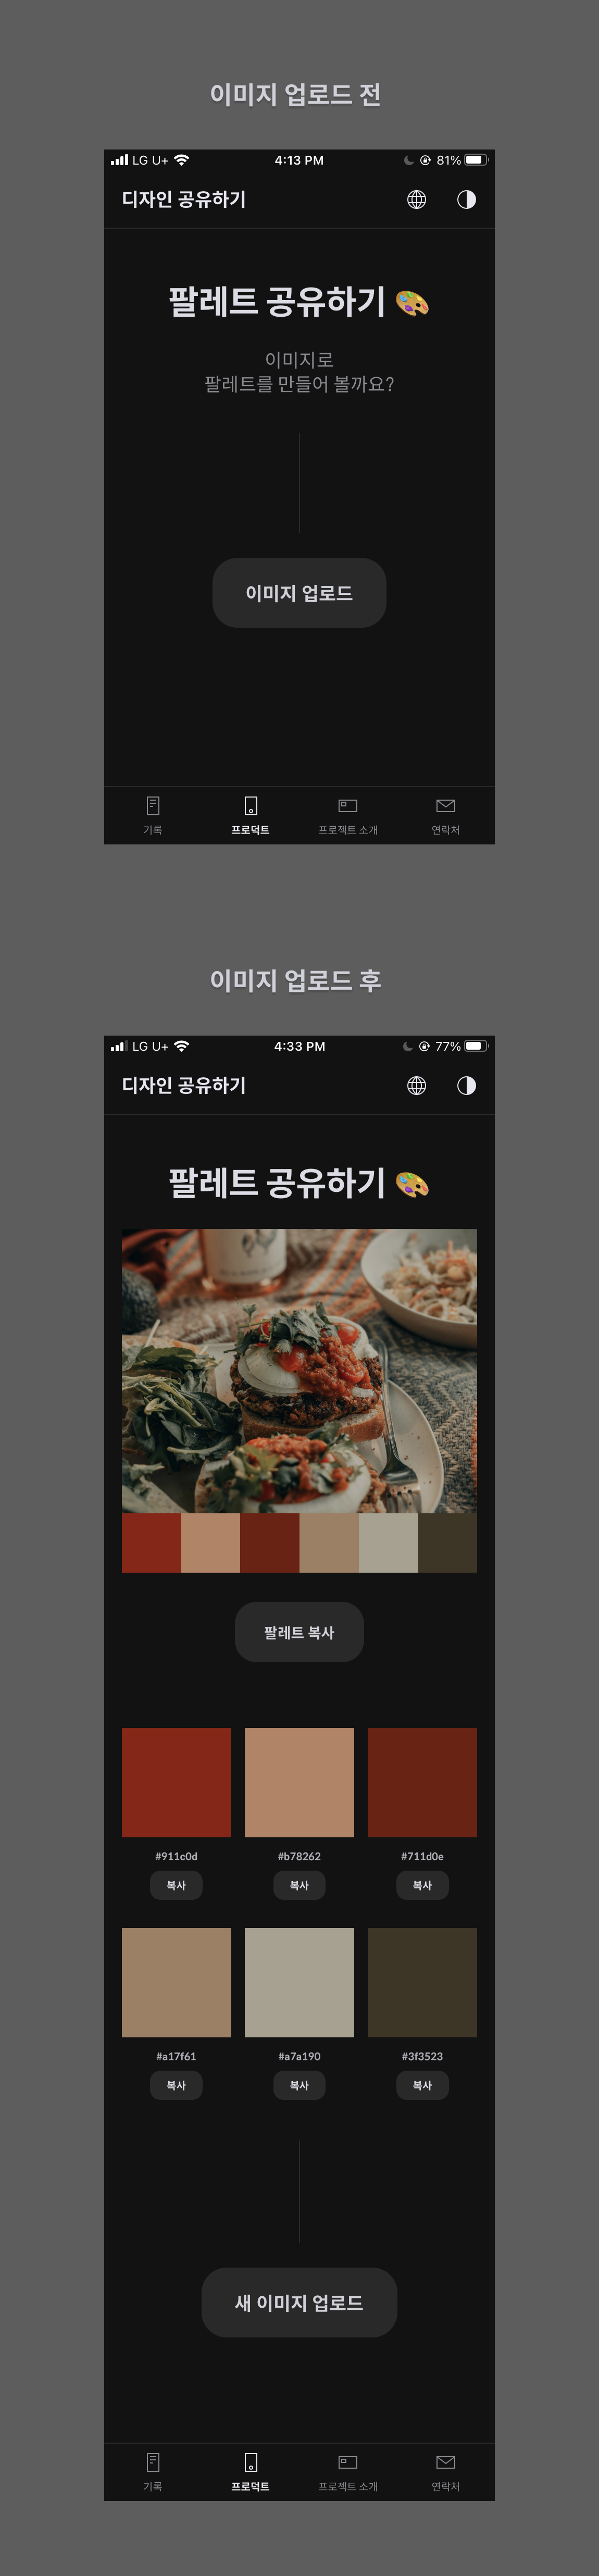 이미지 업로드 전
LG U+ 4:13 PM 81%
디자인 공유하기
팔레트 공유하기
이미지로
팔레트를 만들어 볼까요?
이미지 업로드
기록 프로덕트 프로젝트 소개 연락처
이미지 업로드 후
LG U+ 4:33 PM 77%
디자인 공유하기
팔레트 공유하기
팔레트 복사
#911c0d #b78262 #711d0e
복사 복사 복사
#a17f61 #a7a190 #3f3523
복사 복사 복사
새 이미지 업로드
기록 프로덕트 프로젝트 소개 연락처